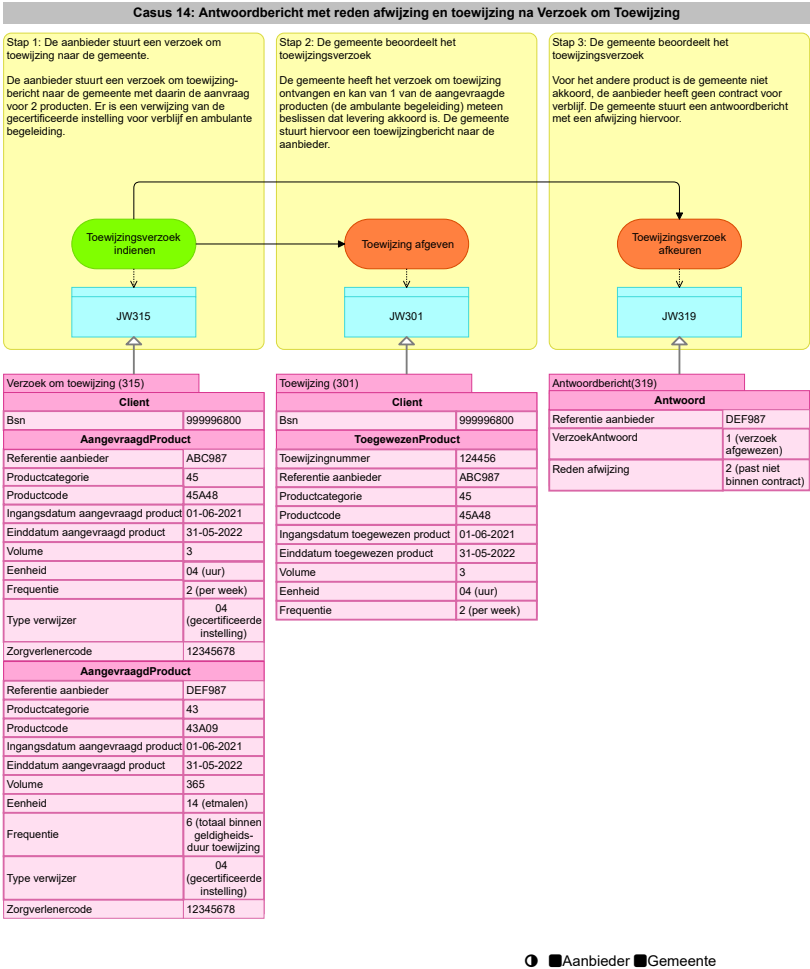 Casus 14: Antwoordbericht met reden afwijzing en toewijzing na Verzoek om Toewijzing
Stap 1: De aanbieder stuurt een verzoek om
toewijzing naar de gemeente.
De aanbieder stuurt een verzoek om toewijzing-
bericht naar de gemeente met daarin de aanvraag
voor 2 producten. Er is een verwijzing van de
gecertificeerde instelling voor verblijf en ambulante
begeleiding.
Stap 2: De gemeente beoordeelt het
toewijzingsverzoek
De gemeente heeft het verzoek om toewijzing
ontvangen en kan van 1 van de aangevraagde
producten (de ambulante begeleiding) meteen
beslissen dat levering akkoord is. De gemeente
stuurt hiervoor een toewijzingbericht naar de
aanbieder.
Stap 3: De gemeente beoordeelt het
toewijzingsverzoek
Voor het andere product is de gemeente niet
akkoord, de aanbieder heeft geen contract voor
verblijf. De gemeente stuurt een antwoordbericht
met een afwijzing hiervoor.
Toewijzingsverzoek
indienen
Toewijzing afgeven
Toewijzingsverzoek
afkeuren
JW315
JW301
JW319
Verzoek om toewijzing (315)
Client
Bsn 999996800
AangevraagdProduct
Referentie aanbieder ABC987
Productcategorie 45
Productcode 45A48
Ingangsdatum aangevraagd product 01-06-2021
Einddatum aangevraagd product 31-05-2022
Volume 3
Eenheid 04 (uur)
Frequentie 2 (per week)
Type verwijzer 04
(gecertificeerde
instelling)
Zorgverlenercode 12345678
AangevraagdProduct
Referentie aanbieder DEF987
Productcategorie 43
Productcode 43A09
Ingangsdatum aangevraagd product 01-06-2021
Einddatum aangevraagd product 31-05-2022
Volume 365
Eenheid 14 (etmalen)
Frequentie 6 (totaal binnen
geldigheids-
duur toewijzing
Type verwijzer 04
(gecertificeerde
instelling)
Zorgverlenercode 12345678
Toewijzing (301)
Client
Bsn 999996800
ToegewezenProduct
Toewijzingnummer 124456
Referentie aanbieder ABC987
Productcategorie 45
Productcode 45A48
Ingangsdatum toegewezen product 01-06-2021
Einddatum toegewezen product 31-05-2022
Volume 3
Eenheid 04 (uur)
Frequentie 2 (per week)
Antwoordbericht(319)
Antwoord
Referentie aanbieder DEF987
VerzoekAntwoord 1 (verzoek
afgewezen)
Reden afwijzing 2 (past niet
binnen contract)
Aanbieder Gemeente